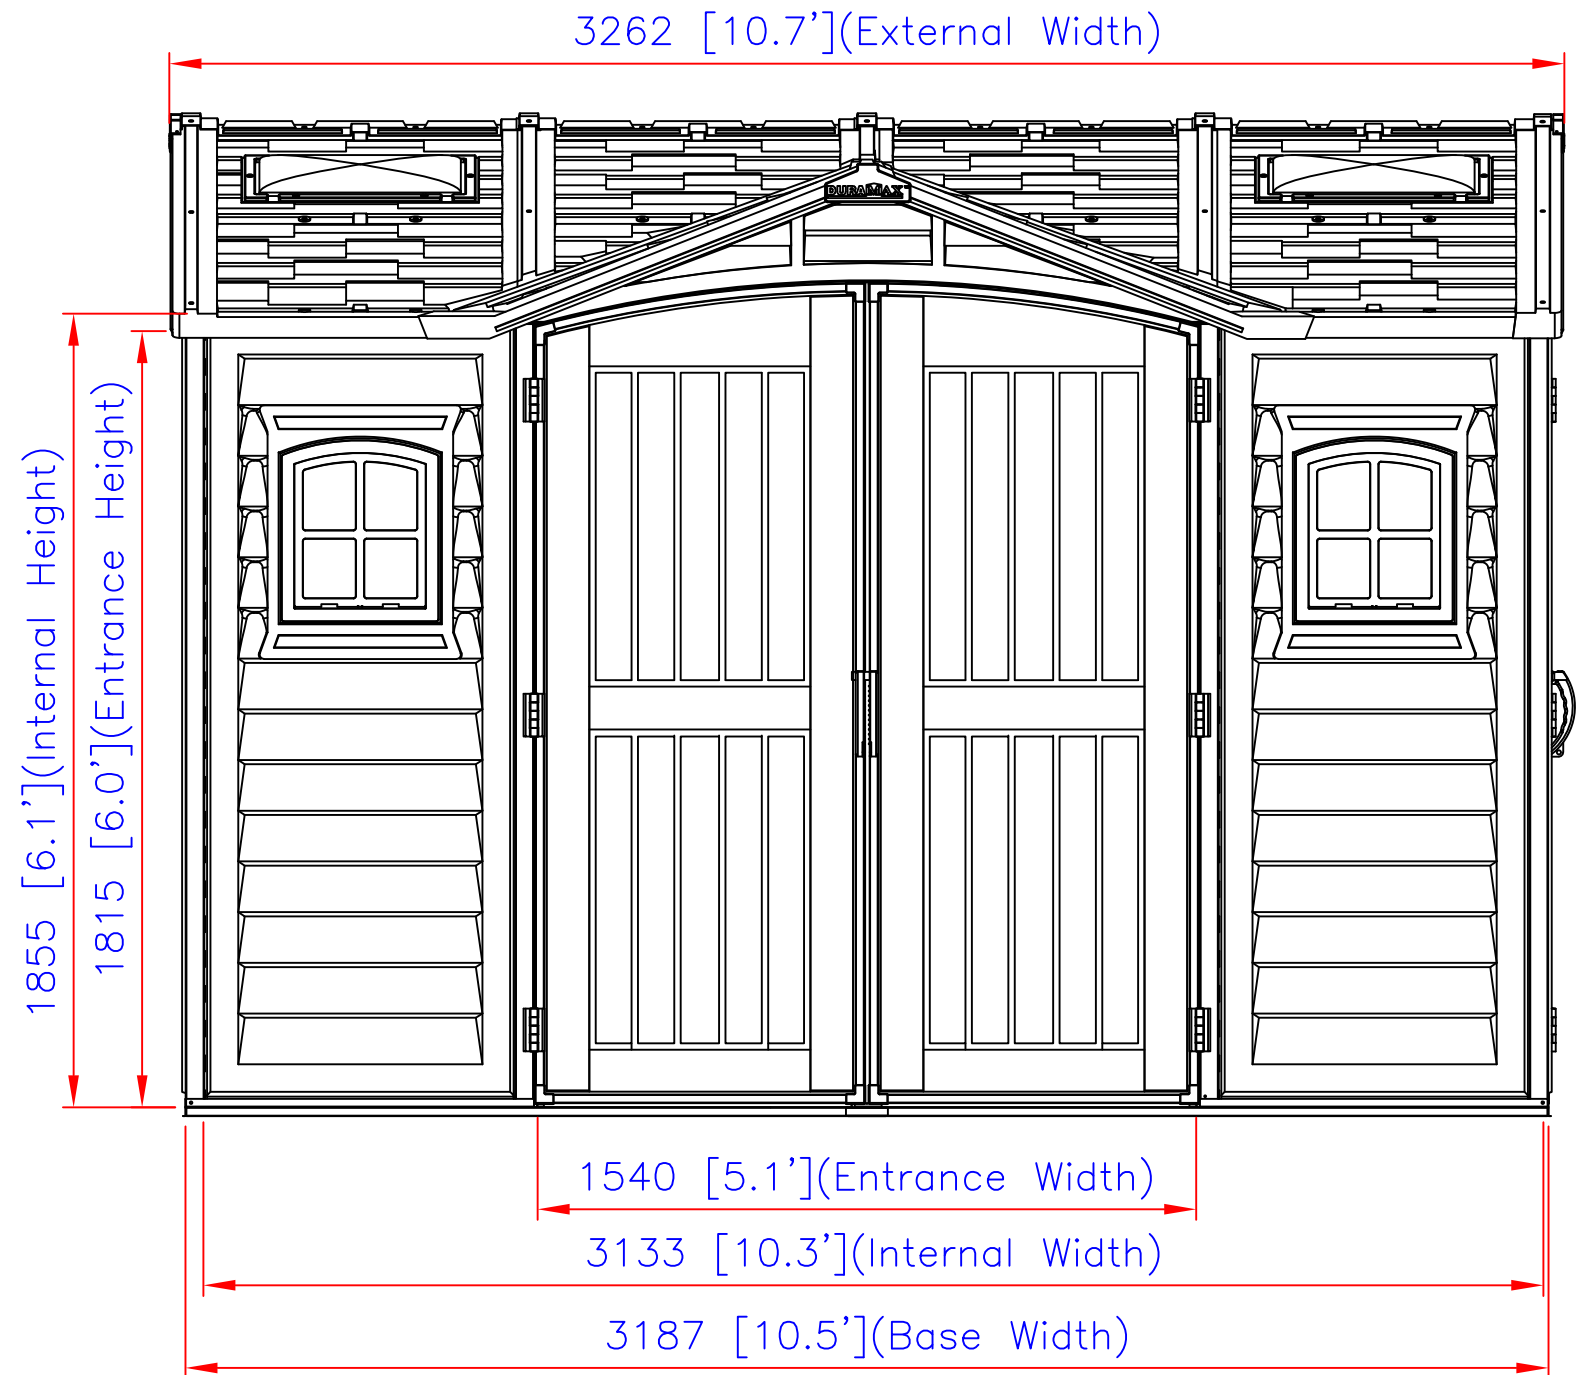 3262 [10.7'](External Width)
DURAMAX
1855 [6.1'](Internal Height)
1815 [6.0'](Entrance Height)
1540 [5.1'](Entrance Width)
3133 [10.3'](Internal Width)
3187 [10.5'](Base Width)